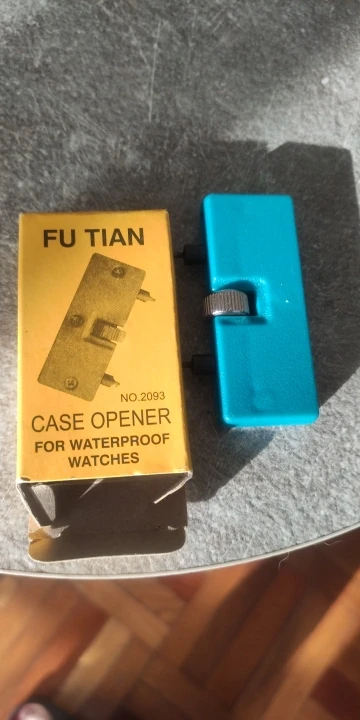 FU TIAN
NO.2093
CASE OPENER
FOR WATERPROOF
WATCHES